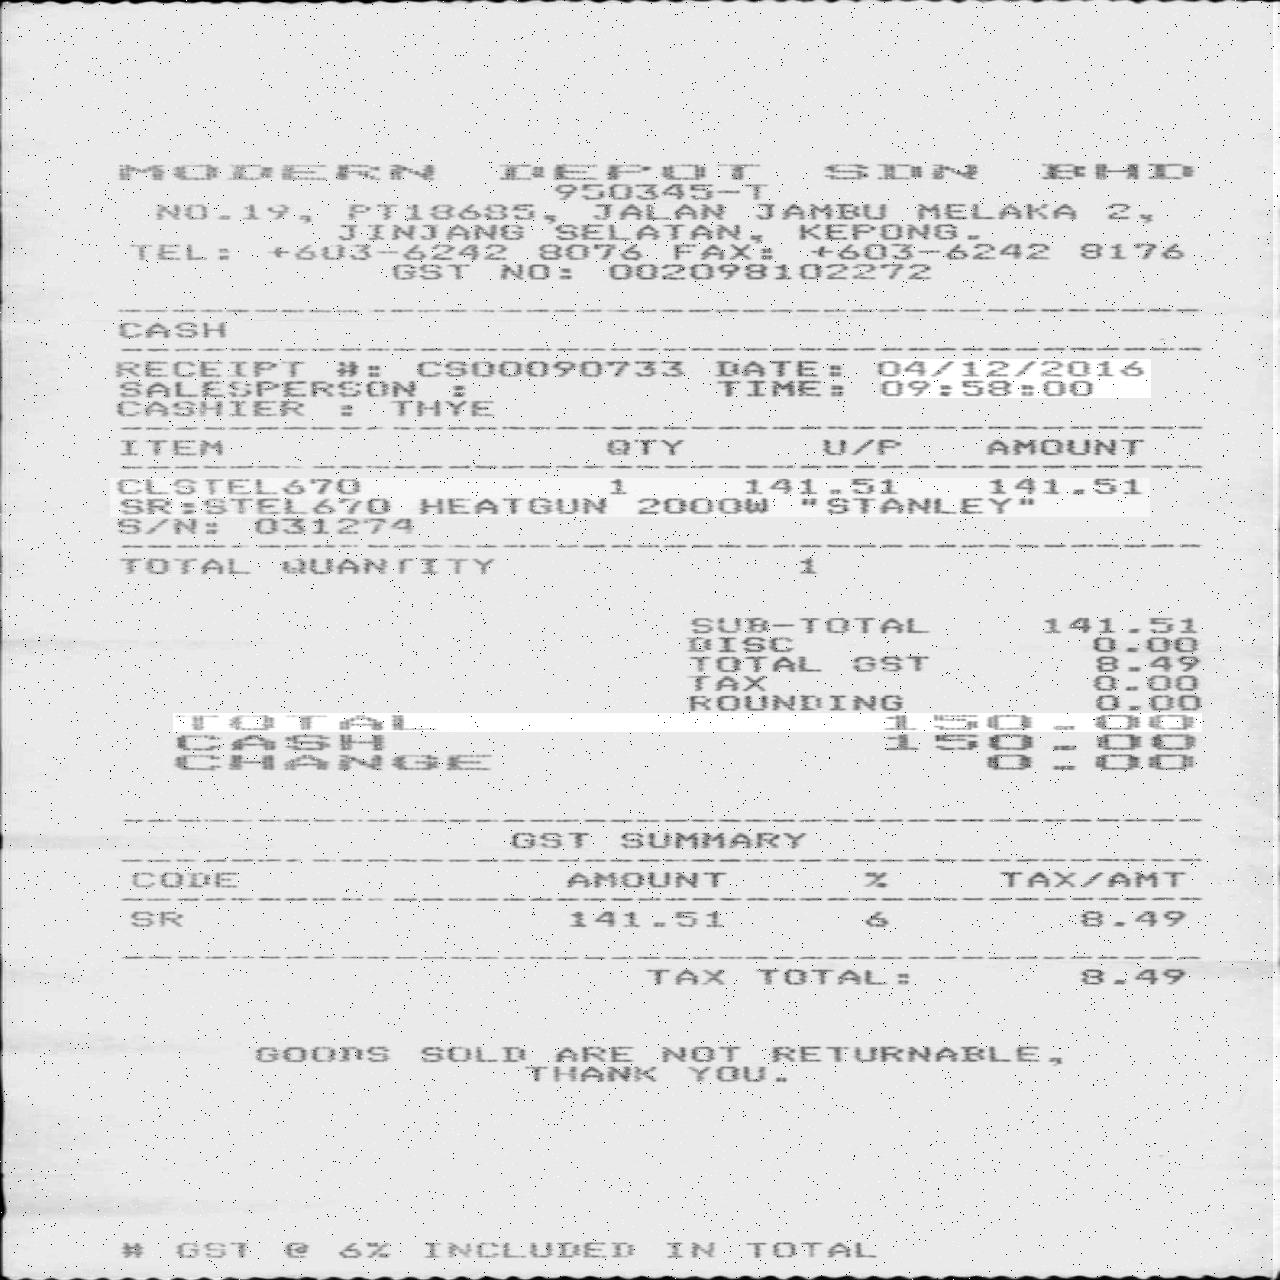 MODERN DEPOT SDN BHD
950345-T
NO.19, PT18685, JALAN JAMBU MELAKA 2,
JINJANG SELATAN, KEPONG.
TEL: +603-6242 8076 FAX: +603-6242 8176
GST NO: 002098102272
CASH
RECEIPT #: CS00090733 DATE: 04/12/2016
SALESPERSON : TIME: 09:58:00
CASHIER : THYE
ITEM QTY U/P AMOUNT
CLSTEL670 1 141.51 141.51
SR:STEL670 HEATGUN 2000W "STANLEY"
S/N: 031274
TOTAL QUANTITY 1
SUB-TOTAL 141.51
DISC 0.00
TOTAL GST 8.49
TAX 0.00
ROUNDING 0.00
TOTAL 150.00
CASH 150.00
CHANGE 0.00
GST SUMMARY
CODE AMOUNT % TAX/AMT
SR 141.51 6 8.49
TAX TOTAL: 8.49
GOODS SOLD ARE NOT RETURNABLE,
THANK YOU.
# GST @ 6% INCLUDED IN TOTAL